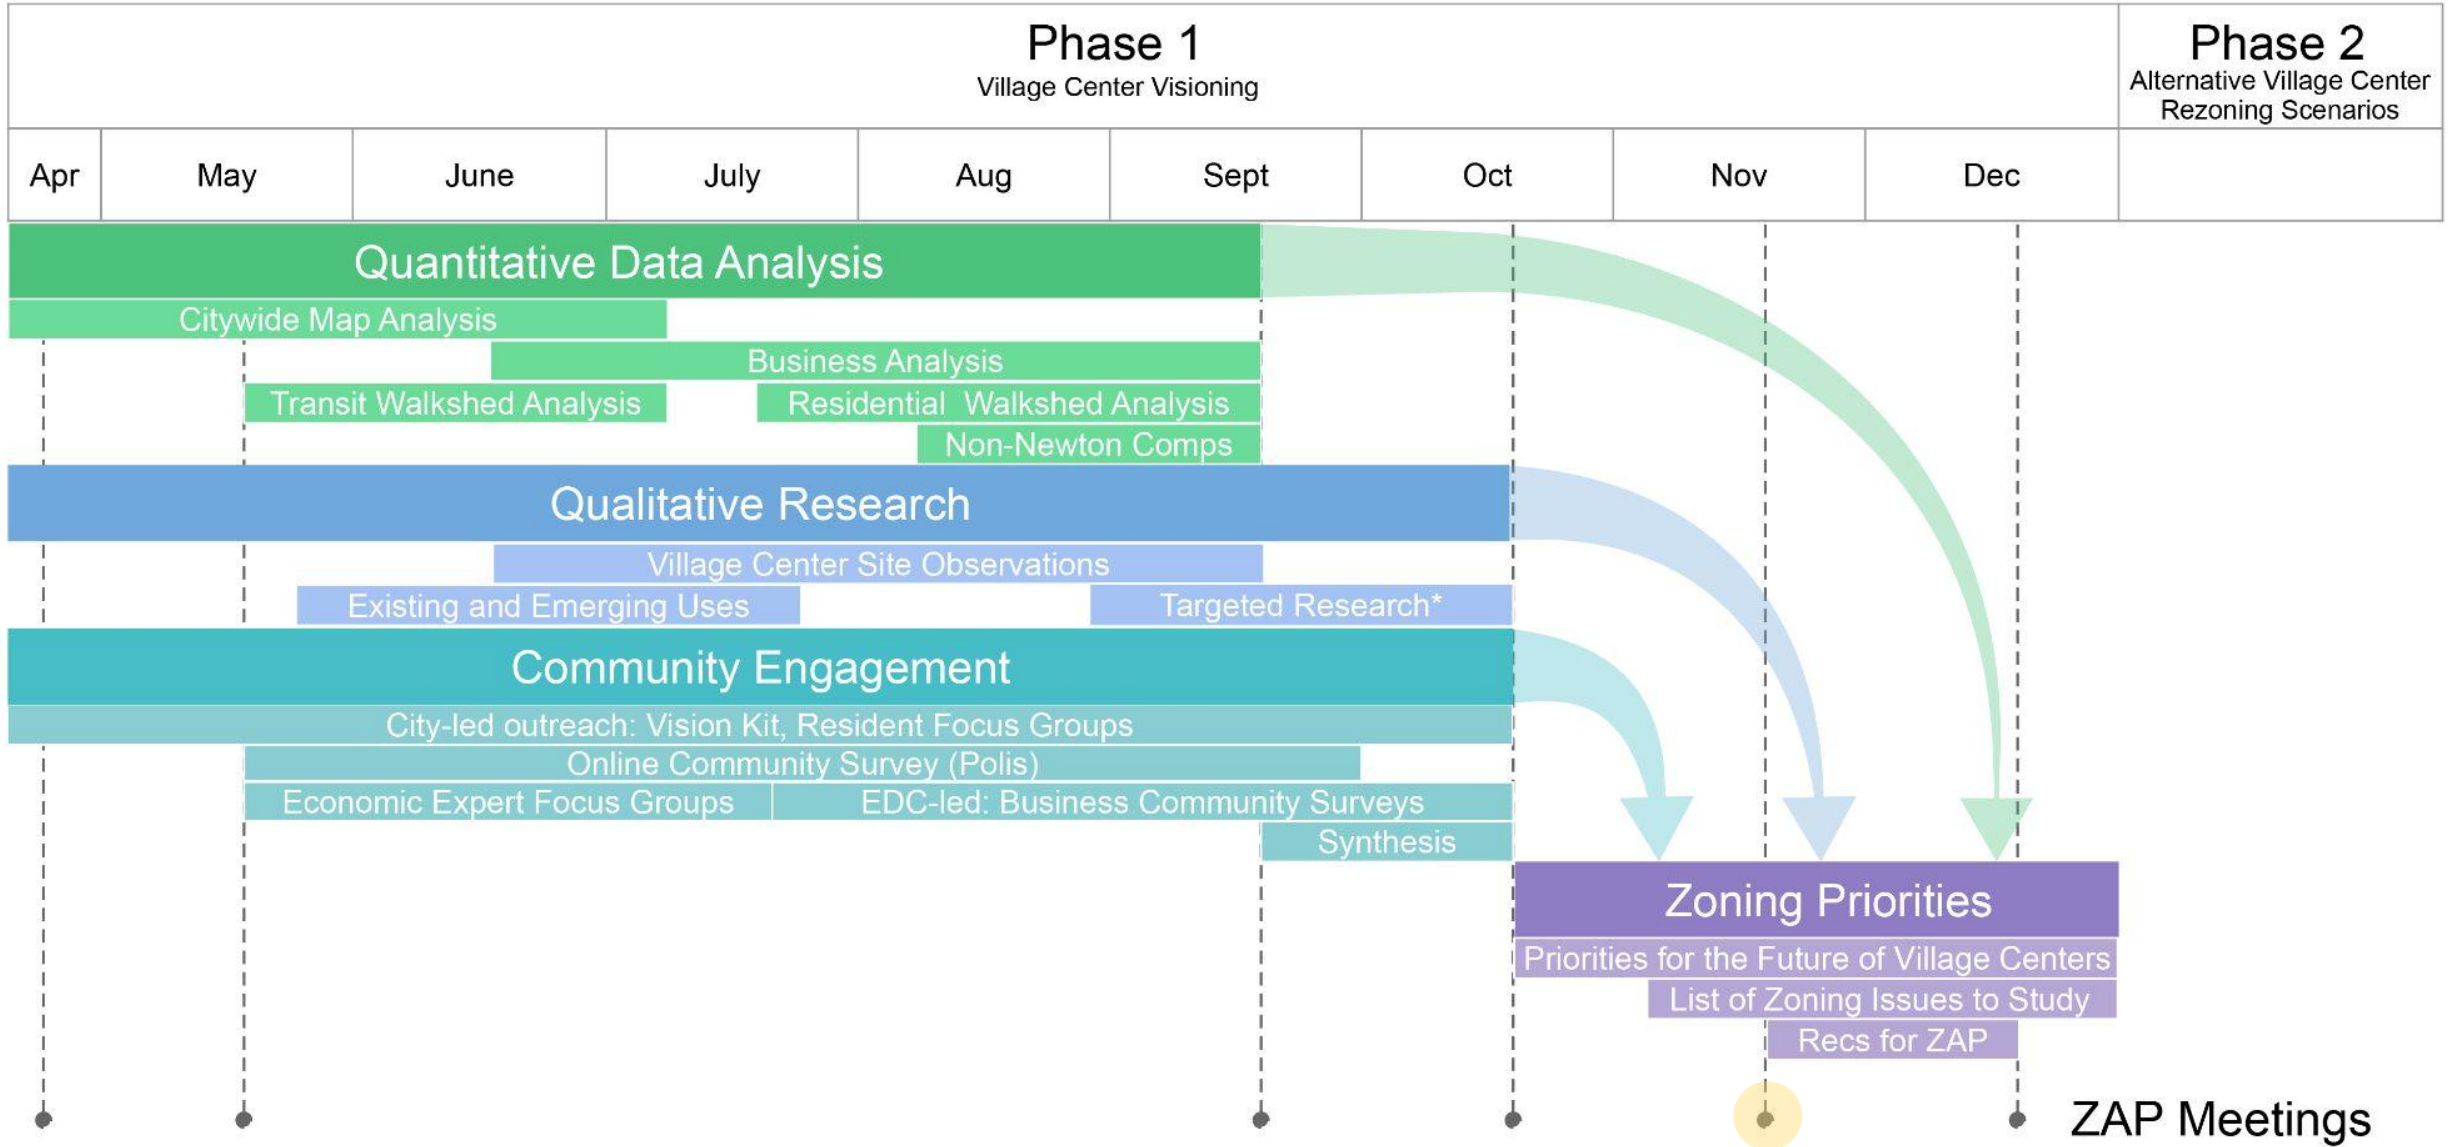 Phase 1
Village Center Visioning
Phase 2
Alternative Village Center
Rezoning Scenarios
Apr
May
June
July
Aug
Sept
Oct
Nov
Dec
Quantitative Data Analysis
Citywide Map Analysis
Business Analysis
Transit Walkshed Analysis
Residential Walkshed Analysis
Non-Newton Comps
Qualitative Research
Village Center Site Observations
Existing and Emerging Uses
Targeted Research*
Community Engagement
City-led outreach: Vision Kit, Resident Focus Groups
Online Community Survey (Polis)
Economic Expert Focus Groups
EDC-led: Business Community Surveys
Synthesis
Zoning Priorities
Priorities for the Future of Village Centers
List of Zoning Issues to Study
Recs for ZAP
ZAP Meetings